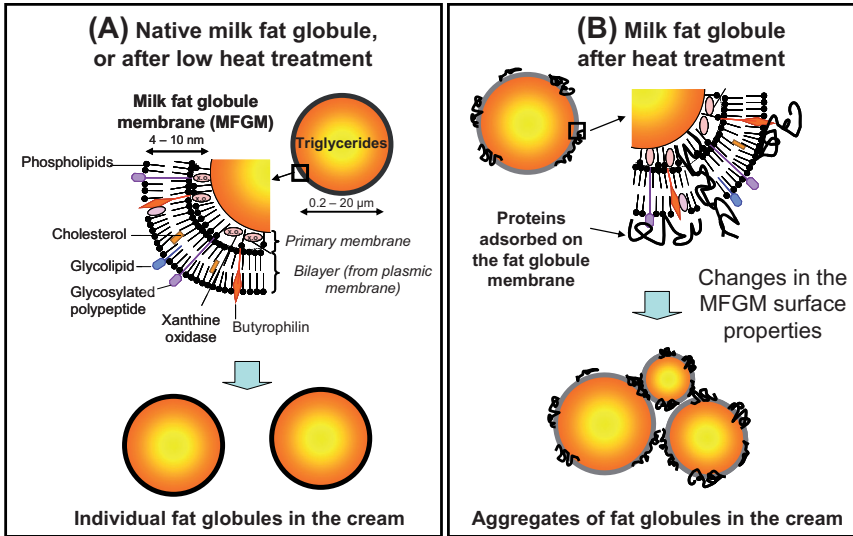 (A) Native milk fat globule,
or after low heat treatment
Milk fat globule
membrane (MFGM)
4 – 10 nm
Triglycerides
Phospholipids
x.o.
x.o.
x.o.
x.o.
0.2 – 20 µm
Cholesterol
Primary membrane
Glycolipid
Bilayer (from plasmic
membrane)
Glycosylated
polypeptide
Xanthine
oxidase
Butyrophilin
Individual fat globules in the cream
(B) Milk fat globule
after heat treatment
Proteins
adsorbed on
the fat globule
membrane
Changes in the
MFGM surface
properties
Aggregates of fat globules in the cream